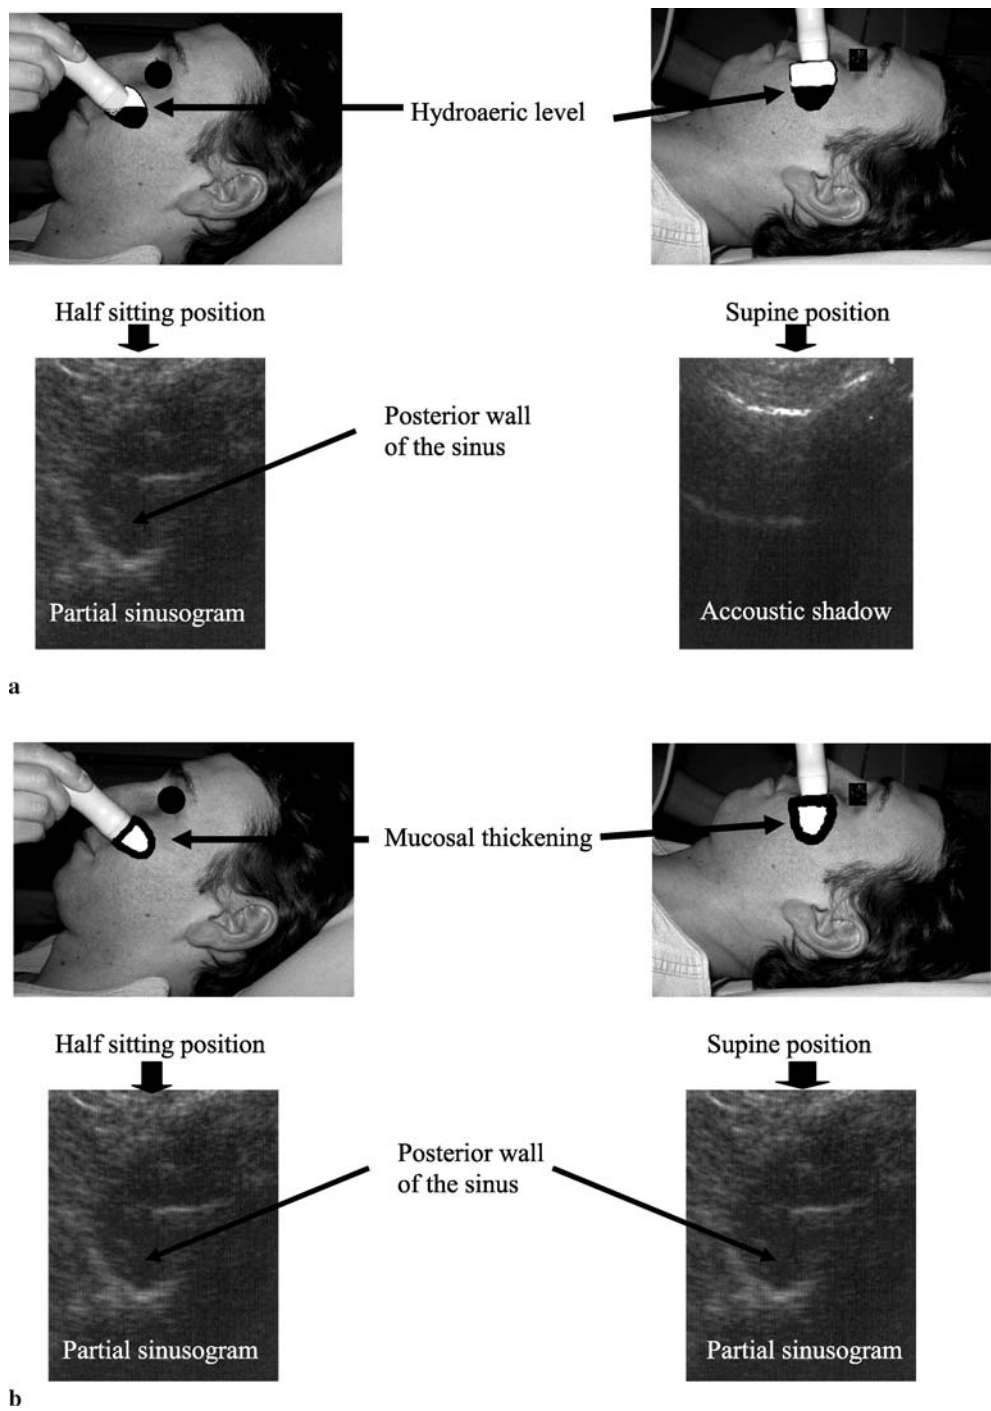 Hydroaeric level
Half sitting position
Supine position
Posterior wall
of the sinus
Partial sinusogram
Accoustic shadow
a
Mucosal thickening
Half sitting position
Supine position
Posterior wall
of the sinus
Partial sinusogram
Partial sinusogram
b